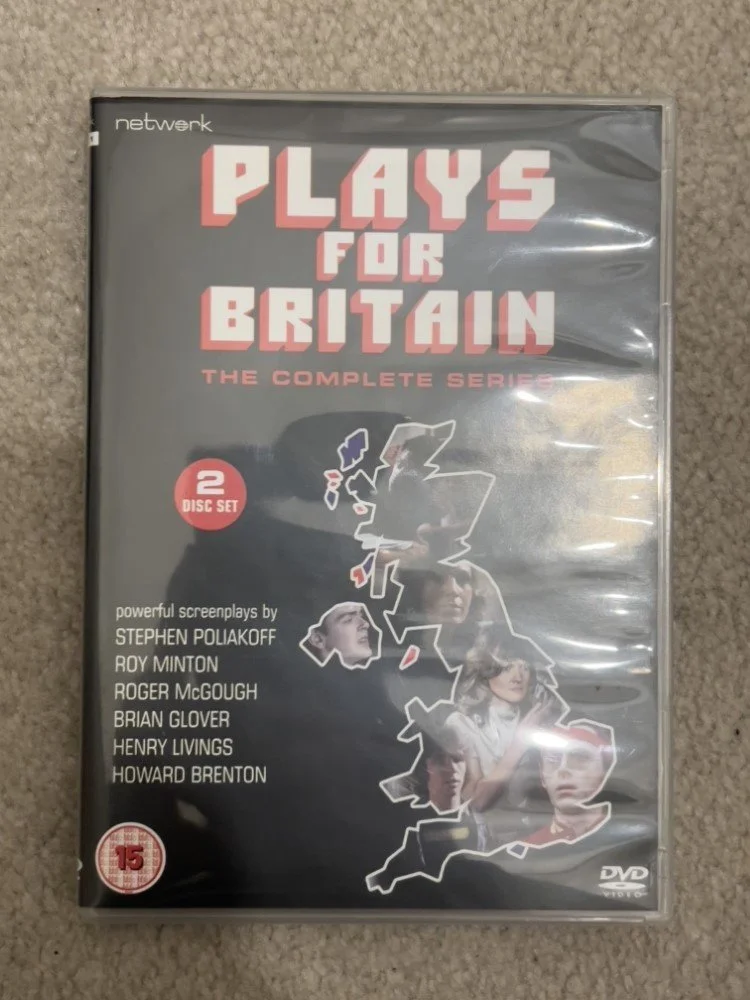 network
PLAYS
FOR
BRITAIN
THE COMPLETE SERIES
2
DISC SET
powerful screenplays by
STEPHEN POLIAKOFF
ROY MINTON
ROGER McGOUGH
BRIAN GLOVER
HENRY LIVINGS
HOWARD BRENTON
15
DVD
VIDEO